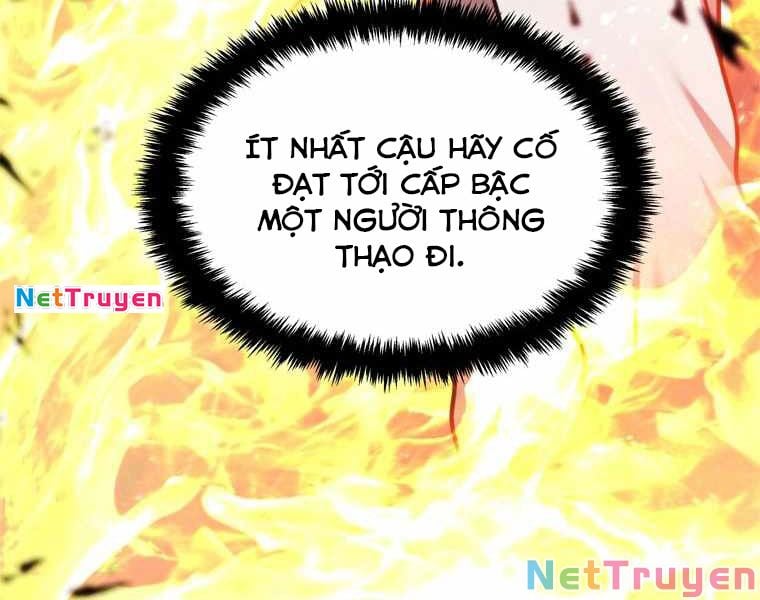 ÍT NHẤT CẬU HÃY CỐ
ĐẠT TỚI CẤP BẬC
MỘT NGƯỜI THÔNG
THẠO ĐI.
NetTruyen
NetTruyen